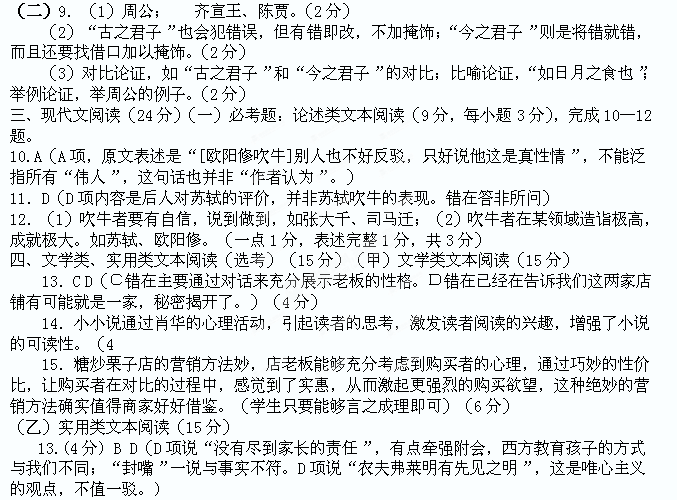 （二）9. （1）周公； 齐宣王、陈贾。（2分）
（2）“古之君子”也会犯错误，但有错即改，不加掩饰；“今之君子”则是将错就错，
而且还要找借口加以掩饰。（2分）
（3）对比论证，如“古之君子”和“今之君子”的对比；比喻论证，“如日月之食也”；
举例论证，举周公的例子。（2分）
三、现代文阅读（24分）（一）必考题：论述类文本阅读（9分，每小题3分），完成10—12
题。
10.A（A项，原文表述是“[欧阳修吹牛]别人也不好反驳，只好说他这是真性情”，不能泛
指所有“伟人”，这句话也并非“作者认为”。）
11. D（D项内容是后人对苏轼的评价，并非苏轼吹牛的表现。错在答非所问）
12. （1）吹牛者要有自信，说到做到，如张大千、司马迁；（2）吹牛者在某领域造诣极高，
成就极大。如苏轼、欧阳修。（一点1分，表述完整1分，共3分）
四、文学类、实用类文本阅读（选考）（15分）（甲）文学类文本阅读（15分）
13. CD（C错在主要通过对话来充分展示老板的性格。D错在已经在告诉我们这两家店
铺有可能就是一家，秘密揭开了。）（4分）
14. 小小说通过肖华的心理活动，引起读者的思考，激发读者阅读的兴趣，增强了小说
的可读性。（4
15. 糖炒栗子店的营销方法妙，店老板能够充分考虑到购买者的心理，通过巧妙的性价
比，让购买者在对比的过程中，感觉到了实惠，从而激起更强烈的购买欲望，这种绝妙的营
销方法确实值得商家好好借鉴。（学生只要能够言之成理即可）（6分）
（乙）实用类文本阅读（15分）
13.(4分) B D（D项说“没有尽到家长的责任”，有点牵强附会，西方教育孩子的方式
与我们不同；“封嘴”一说与事实不符。D项说“农夫弗莱明有先见之明”，这是唯心主义
的观点，不值一驳。）